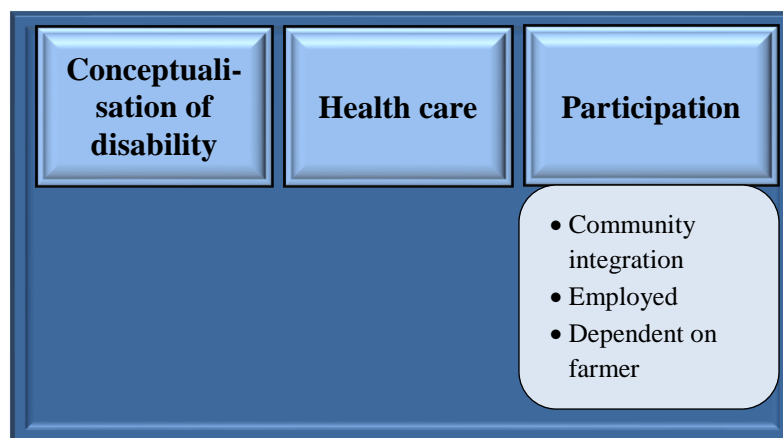 Conceptuali-
sation of
disability
Health care
Participation
• Community
integration
• Employed
• Dependent on
farmer